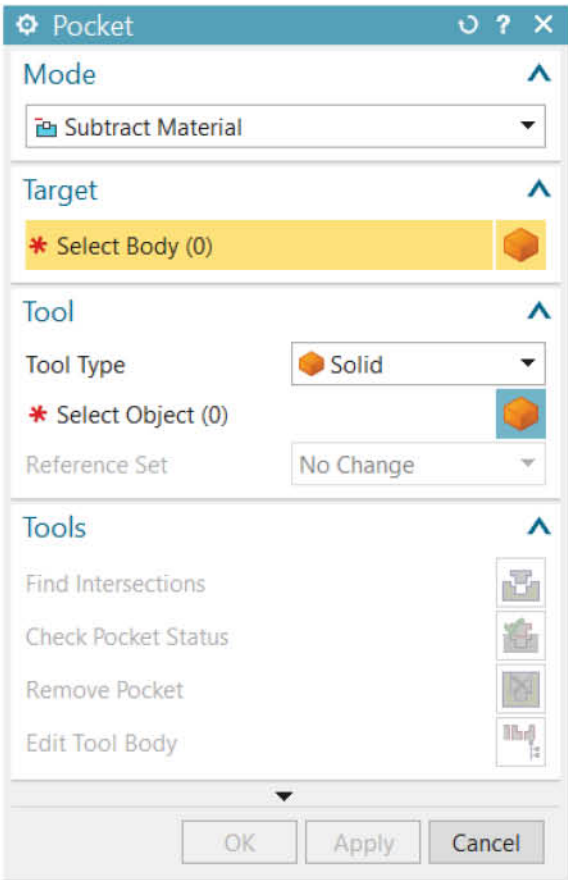 Pocket ?
Mode
Subtract Material
Target
* Select Body (0)
Tool
Tool Type Solid
* Select Object (0)
Reference Set No Change
Tools
Find Intersections
Check Pocket Status
Remove Pocket
Edit Tool Body
OK Apply Cancel